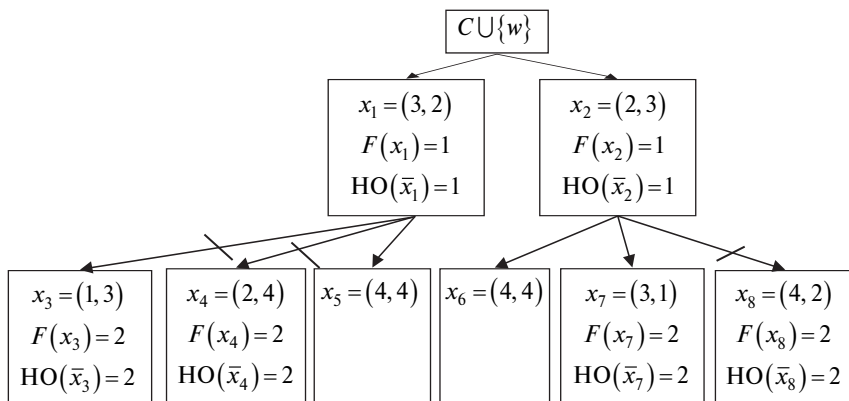 C∪{w}
x₁=(3,2)
F(x₁)=1
HO(x̅₁)=1
x₂=(2,3)
F(x₂)=1
HO(x̅₂)=1
x₃=(1,3)
F(x₃)=2
HO(x̅₃)=2
x₄=(2,4)
F(x₄)=2
HO(x̅₄)=2
x₅=(4,4)
x₆=(4,4)
x₇=(3,1)
F(x₇)=2
HO(x̅₇)=2
x₈=(4,2)
F(x₈)=2
HO(x̅₈)=2